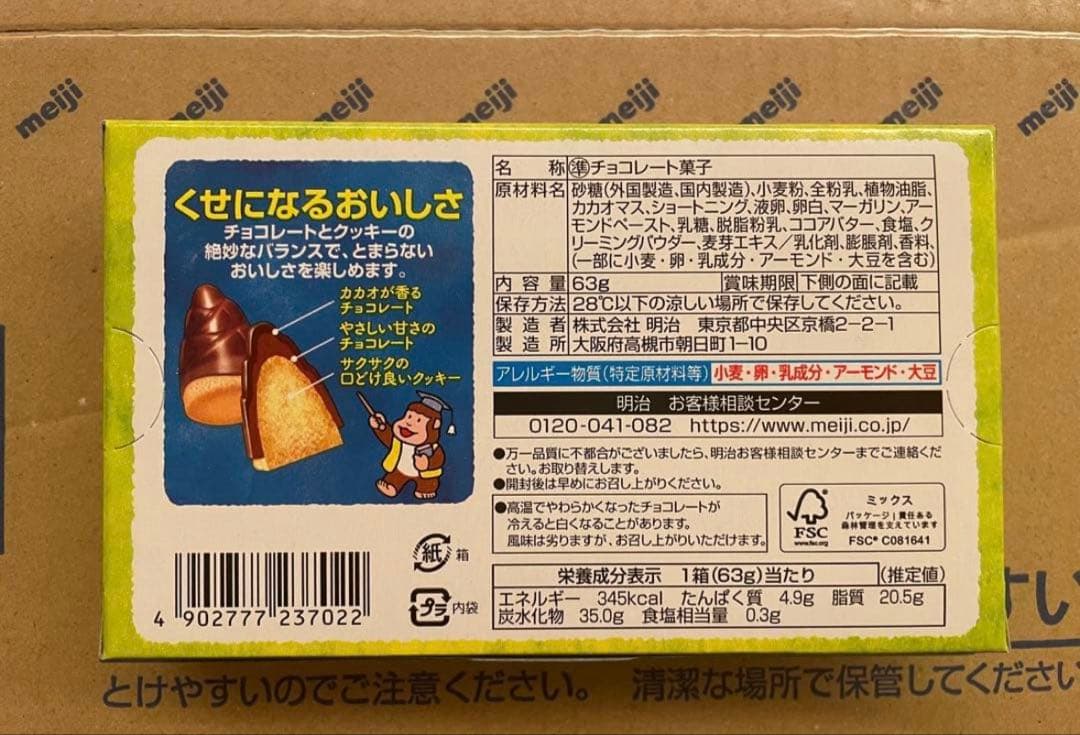 meiji meiji meiji meiji meiji meiji meiji meiji
くせになるおいしさ
チョコレートとクッキーの
絶妙なバランスで、とまらない
おいしさを楽しめます。
カカオが香る
チョコレート
やさしい甘さの
チョコレート
サクサクの
口どけ良いクッキー
4 902777 237022
紙 箱
プラ 内袋
名 称 準チョコレート菓子
原材料名 砂糖(外国製造、国内製造)、小麦粉、全粉乳、植物油脂、
カカオマス、ショートニング、液卵、卵白、マーガリン、アー
モンドペースト、乳糖、脱脂粉乳、ココアバター、食塩、ク
リーミングパウダー、麦芽エキス/乳化剤、膨脹剤、香料、
(一部に小麦・卵・乳成分・アーモンド・大豆を含む)
内容量 63g 賞味期限 下側の面に記載
保存方法 28℃以下の涼しい場所で保存してください。
製造者 株式会社 明治 東京都中央区京橋2-2-1
製造所 大阪府高槻市朝日町1-10
アレルギー物質(特定原材料等) 小麦・卵・乳成分・アーモンド・大豆
明治 お客様相談センター
0120-041-082 https://www.meiji.co.jp/
●万一品質に不都合がございましたら、明治お客様相談センターまでご連絡くだ
さい。お取り替えします。
●開封後は早めにお召し上がりください。
●高温でやわらかくなったチョコレートが
冷えると白くなることがあります。
風味は劣りますが、お召し上がりいただけます。
FSC
www.fsc.org
ミックス
パッケージ|責任ある
森林管理を支えています
FSC® C081641
栄養成分表示 1箱(63g)当たり (推定値)
エネルギー 345kcal たんぱく質 4.9g 脂質 20.5g
炭水化物 35.0g 食塩相当量 0.3g
すい
とけやすいのでご注意ください。 清潔な場所で保管してください